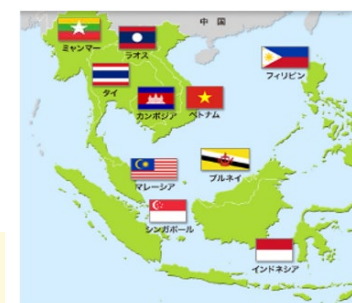 中 国
ミャンマー
ラオス
フィリピン
タイ
カンボジア
ベトナム
マレーシア
ブルネイ
シンガポール
インドネシア